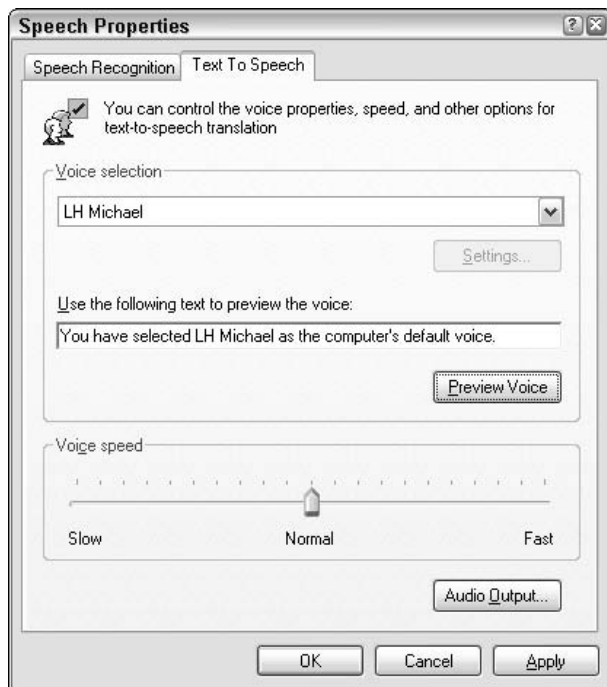 Speech Properties
Speech Recognition
Text To Speech
You can control the voice properties, speed, and other options for
text-to-speech translation
Voice selection
LH Michael
Settings...
Use the following text to preview the voice:
You have selected LH Michael as the computer's default voice.
Preview Voice
Voice speed
Slow Normal Fast
Audio Output...
OK Cancel Apply